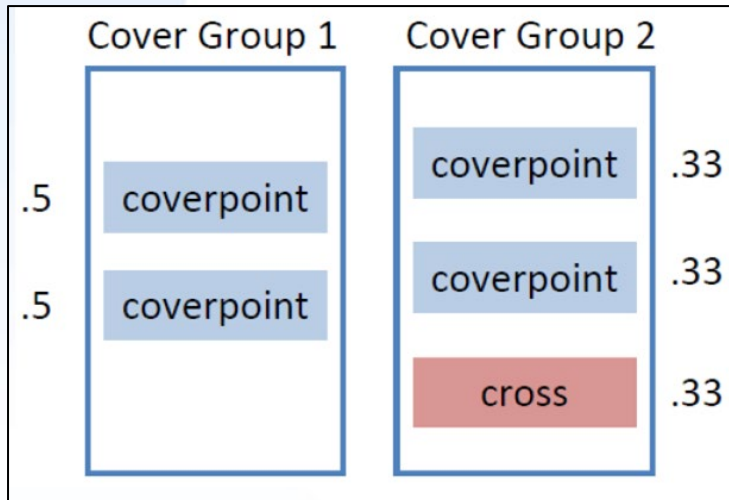 Cover Group 1
.5 coverpoint
.5 coverpoint
Cover Group 2
coverpoint .33
coverpoint .33
cross .33